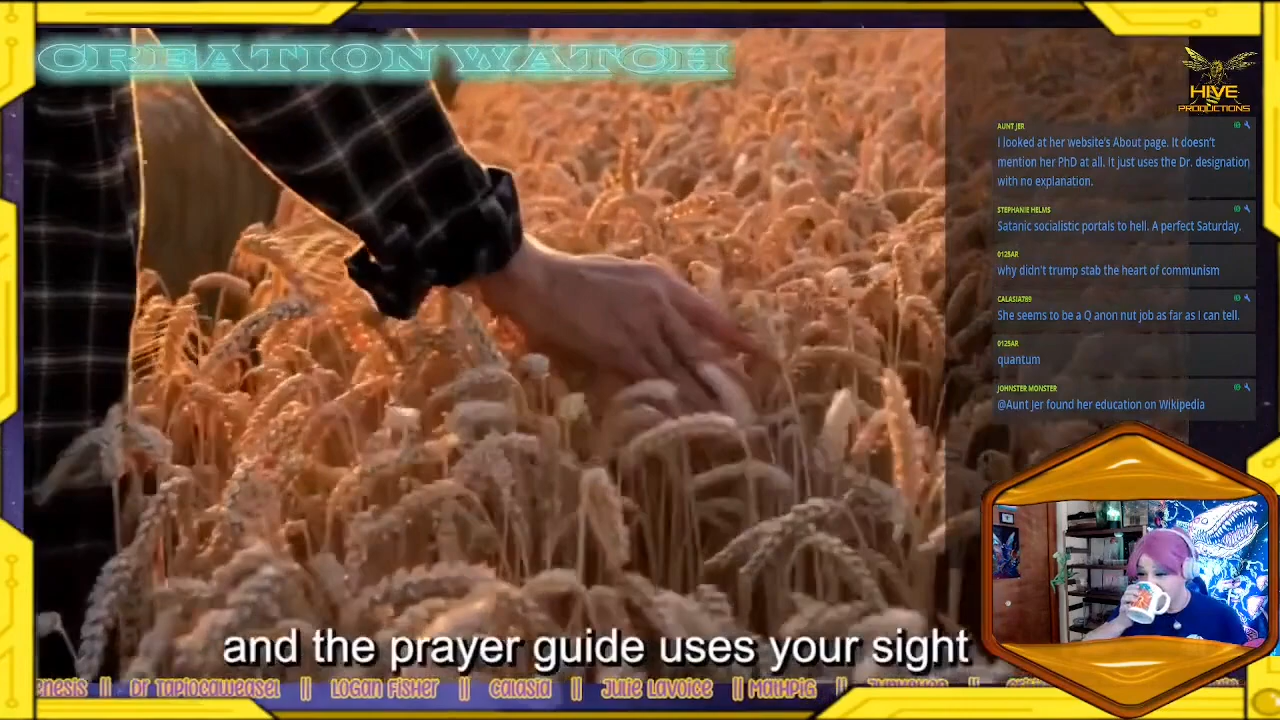 CREATION WATCH
HIVE
PRODUCTIONS
AUNT JER
I looked at her website's About page. It doesn't
mention her PhD at all. It just uses the Dr. designation
with no explanation.
STEPHANIE HELMS
Satanic socialistic portals to hell. A perfect Saturday.
0125AR
why didn't trump stab the heart of communism
CALASIA789
She seems to be a Q anon nut job as far as I can tell.
0125AR
quantum
JOHNSTER MONSTER
@Aunt Jer found her education on Wikipedia
and the prayer guide uses your sight
enesis || Dr Tapiocaweasel || Logan Fisher || Calasia || Julie Lavoice || Mathpig ||